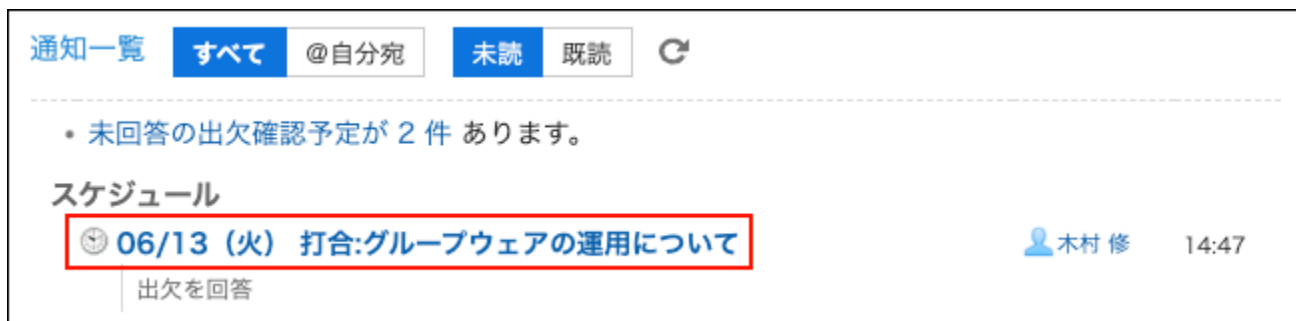 通知一覧 すべて @自分宛 未読 既読
• 未回答の出欠確認予定が 2 件 あります。
スケジュール
06/13（火） 打合:グループウェアの運用について 木村 修 14:47
出欠を回答